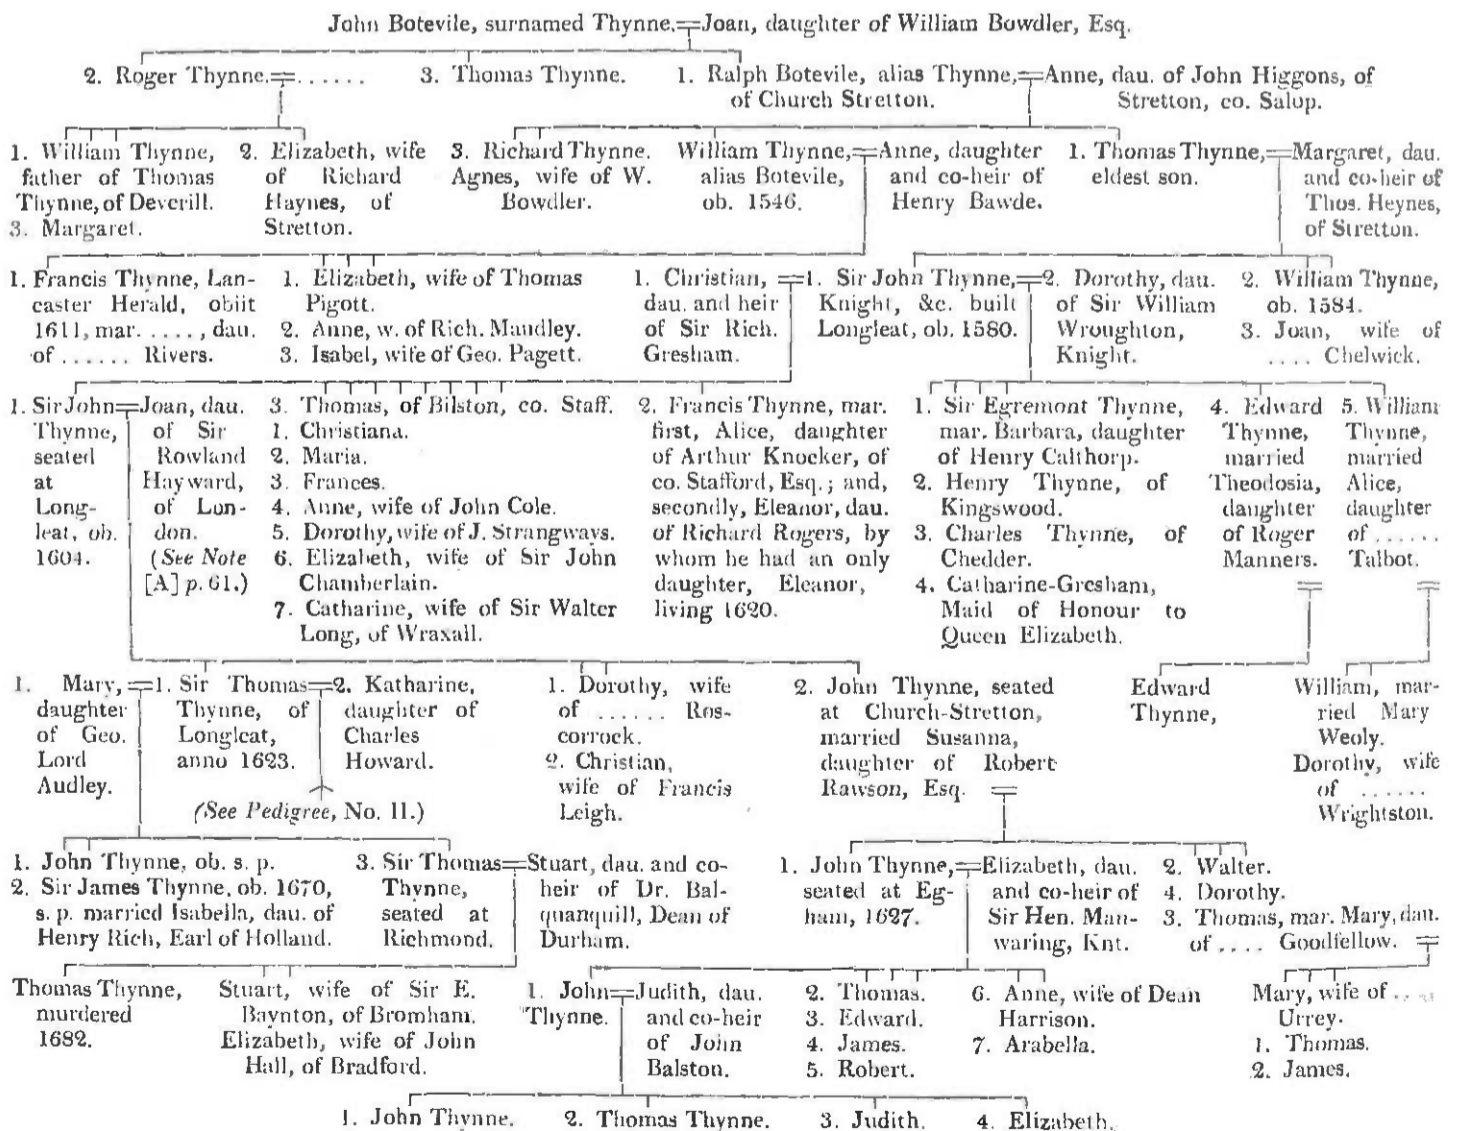 John Botevile, surnamed Thynne.=Joan, daughter of William Bowdler, Esq.
2. Roger Thynne.=......
3. Thomas Thynne.
1. Ralph Botevile, alias Thynne,=Anne, dau. of John Higgons, of
of Church Stretton.
Stretton, co. Salop.
1. William Thynne,
father of Thomas
Thynne, of Deverill.
3. Margaret.
2. Elizabeth, wife
of Richard
Haynes, of
Stretton.
3. Richard Thynne.
Agnes, wife of W.
Bowdler.
William Thynne,=
alias Botevile,
ob. 1546.
Anne, daughter
and co-heir of
Henry Bawde.
1. Thomas Thynne,=
eldest son.
Margaret, dau.
and co-heir of
Thos. Heynes,
of Stretton.
1. Francis Thynne, Lan-
caster Herald, obiit
1611, mar. ....., dau.
of ...... Rivers.
1. Elizabeth, wife of Thomas
Pigott.
2. Anne, w. of Rich. Maudley.
3. Isabel, wife of Geo. Pagett.
1. Christian, =
dau. and heir
of Sir Rich.
Gresham.
1. Sir John Thynne,=
Knight, &c. built
Longleat, ob. 1580.
2. Dorothy, dau.
of Sir William
Wroughton,
Knight.
2. William Thynne,
ob. 1584.
3. Joan, wife of
.... Chelwick.
1. Sir John=
Thynne,
seated
at
Long-
leat, ob.
1604.
Joan, dau.
of Sir
Rowland
Hayward,
of Lon-
don.
(See Note
[A] p. 61.)
3. Thomas, of Bilston, co. Staff.
1. Christiana.
2. Maria.
3. Frances.
4. Anne, wife of John Cole.
5. Dorothy, wife of J. Strangways.
6. Elizabeth, wife of Sir John
Chamberlain.
7. Catharine, wife of Sir Walter
Long, of Wraxall.
2. Francis Thynne, mar.
first, Alice, daughter
of Arthur Knocker, of
co. Stafford, Esq.; and,
secondly, Eleanor, dau.
of Richard Rogers, by
whom he had an only
daughter, Eleanor,
living 1620.
1. Sir Egremont Thynne,
mar. Barbara, daughter
of Henry Calthorp.
2. Henry Thynne, of
Kingswood.
3. Charles Thynne, of
Chedder.
4. Catharine-Gresham,
Maid of Honour to
Queen Elizabeth.
4. Edward
Thynne,
married
Theodosia,
daughter
of Roger
Manners.
5. William
Thynne,
married
Alice,
daughter
of ......
Talbot.
1. Mary,=
daughter
of Geo.
Lord
Audley.
1. Sir Thomas=
Thynne, of
Longleat,
anno 1623.
2. Katharine,
daughter of
Charles
Howard.
(See Pedigree, No. II.)
1. Dorothy, wife
of ...... Ros-
corrock.
2. Christian,
wife of Francis
Leigh.
2. John Thynne, seated
at Church-Stretton,
married Susanna,
daughter of Robert
Rawson, Esq.
Edward
Thynne,
William, mar-
ried Mary
Weoly.
Dorothy, wife
of ......
Wrightston.
1. John Thynne, ob. s. p.
2. Sir James Thynne, ob. 1670,
s. p. married Isabella, dau. of
Henry Rich, Earl of Holland.
3. Sir Thomas=
Thynne,
seated at
Richmond.
Stuart, dau. and co-
heir of Dr. Bal-
quanquill, Dean of
Durham.
1. John Thynne,=
seated at Eg-
ham, 1627.
Elizabeth, dau.
and co-heir of
Sir Hen. Man-
waring, Knt.
2. Walter.
4. Dorothy.
3. Thomas, mar. Mary, dau.
of .... Goodfellow.
Thomas Thynne,
murdered
1682.
Stuart, wife of Sir E.
Baynton, of Bromham.
Elizabeth, wife of John
Hall, of Bradford.
1. John=
Thynne.
Judith, dau.
and co-heir
of John
Balston.
2. Thomas.
3. Edward.
4. James.
5. Robert.
6. Anne, wife of Dean
Harrison.
7. Arabella.
Mary, wife of ....
Urrey.
1. Thomas.
2. James.
1. John Thynne.
2. Thomas Thynne.
3. Judith.
4. Elizabeth.